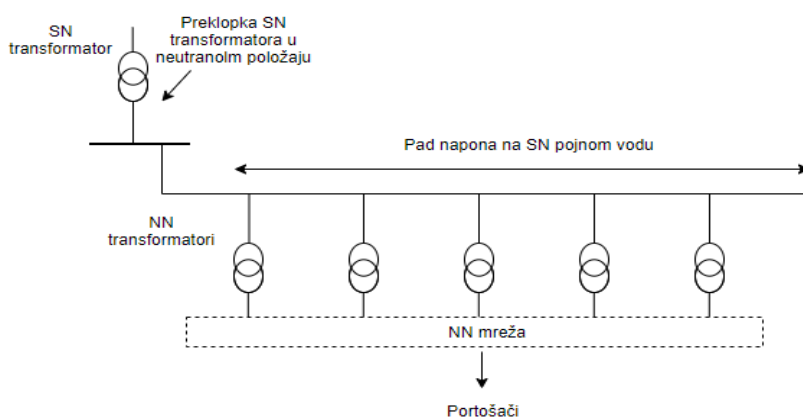 SN
transformator
Preklopka SN
transformatora u
neutranolm položaju
Pad napona na SN pojnom vodu
NN
transformatori
NN mreža
Portošači